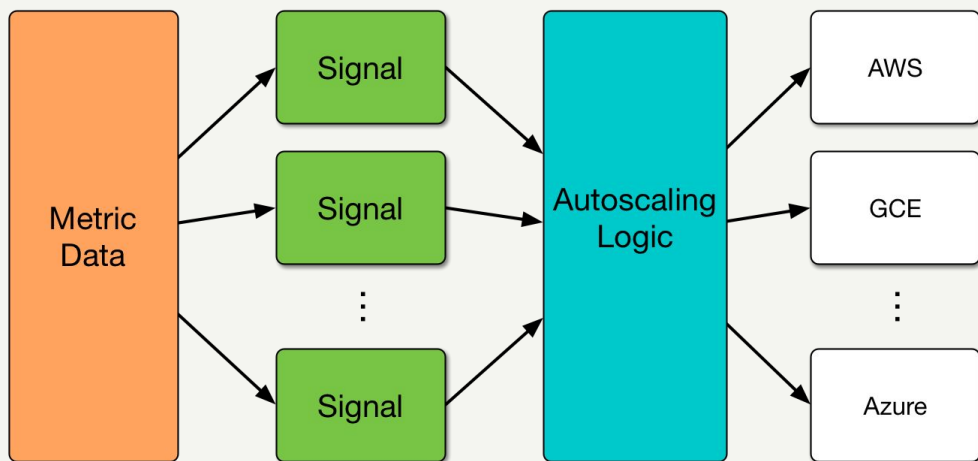 Metric
Data
Signal
Signal
⋮
Signal
Autoscaling
Logic
AWS
GCE
⋮
Azure